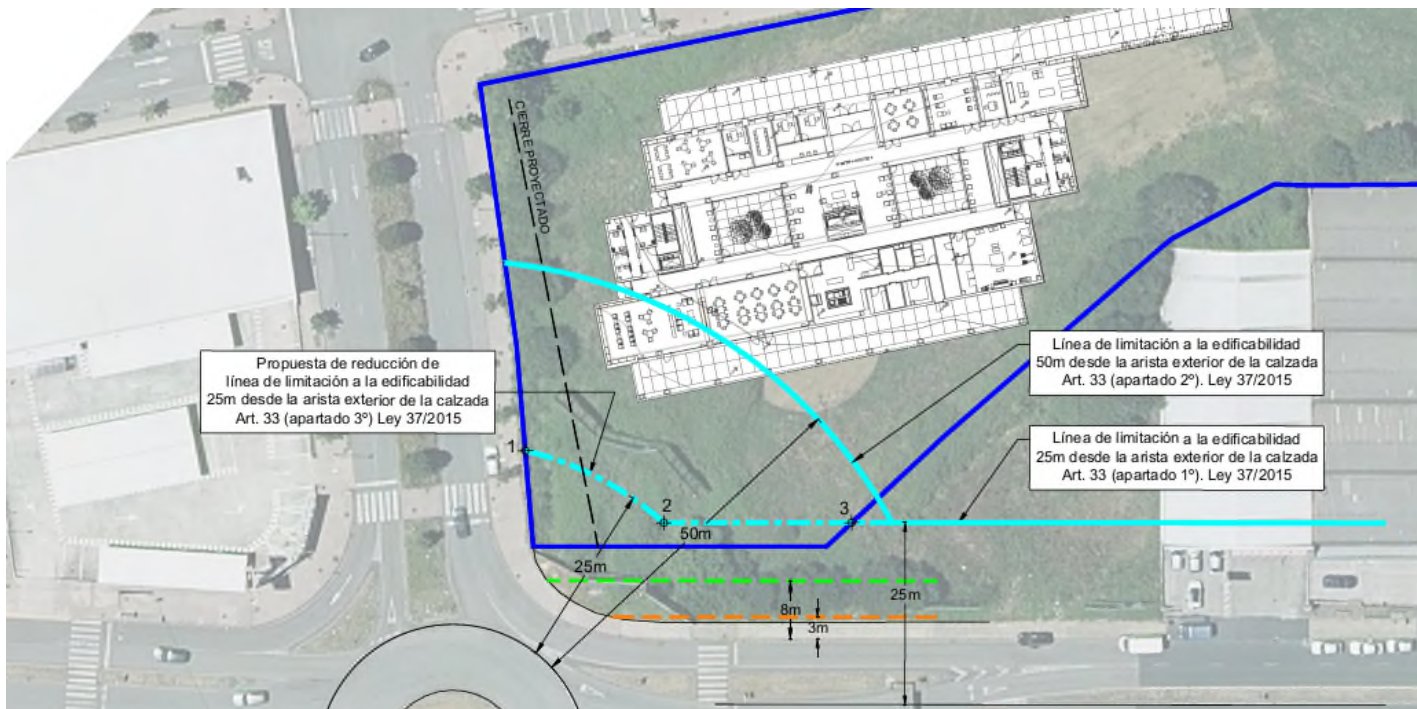 CIERRE PROYECTADO
Propuesta de reducción de
línea de limitación a la edificabilidad
25m desde la arista exterior de la calzada
Art. 33 (apartado 3º) Ley 37/2015
Línea de limitación a la edificabilidad
50m desde la arista exterior de la calzada
Art. 33 (apartado 2º). Ley 37/2015
Línea de limitación a la edificabilidad
25m desde la arista exterior de la calzada
Art. 33 (apartado 1º). Ley 37/2015
1
2
3
50m
25m
8m
3m
25m